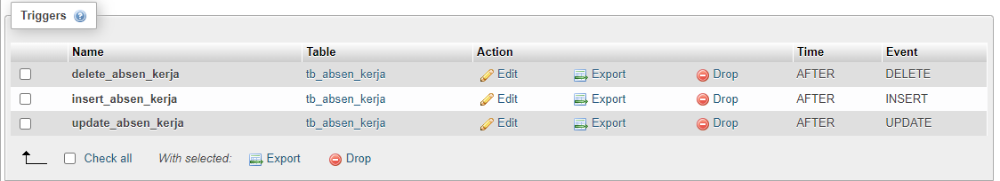 Triggers
Name Table Action Time Event
delete_absen_kerja tb_absen_kerja Edit Export Drop AFTER DELETE
insert_absen_kerja tb_absen_kerja Edit Export Drop AFTER INSERT
update_absen_kerja tb_absen_kerja Edit Export Drop AFTER UPDATE
Check all With selected: Export Drop